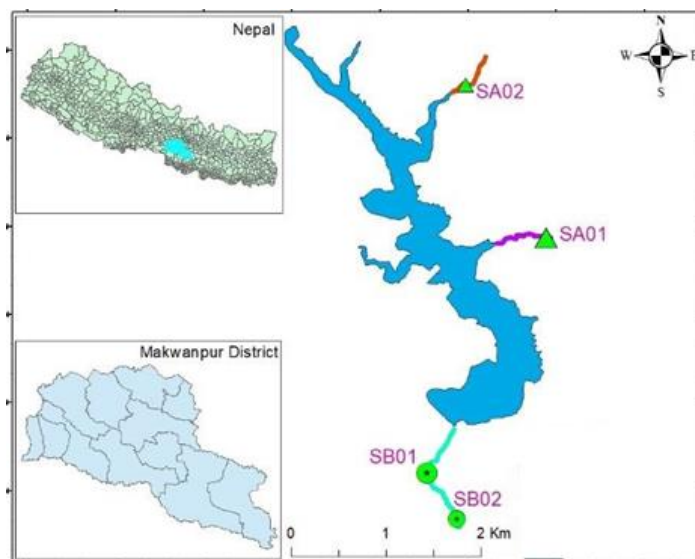 Nepal
N
W
E
S
SA02
SA01
Makwanpur District
SB01
SB02
0 1 2 Km